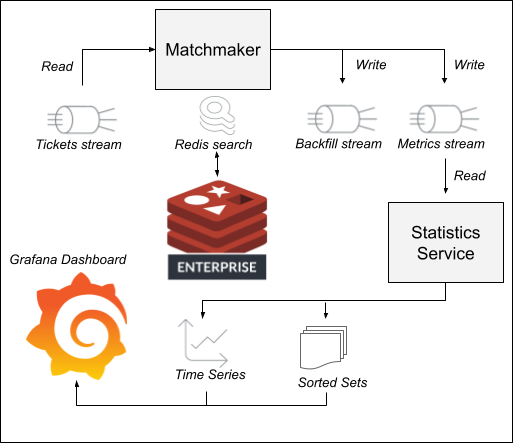 Matchmaker
Read
Write
Write
Tickets stream
Redis search
Backfill stream
Metrics stream
Read
Statistics
Service
ENTERPRISE
Grafana Dashboard
Time Series
Sorted Sets